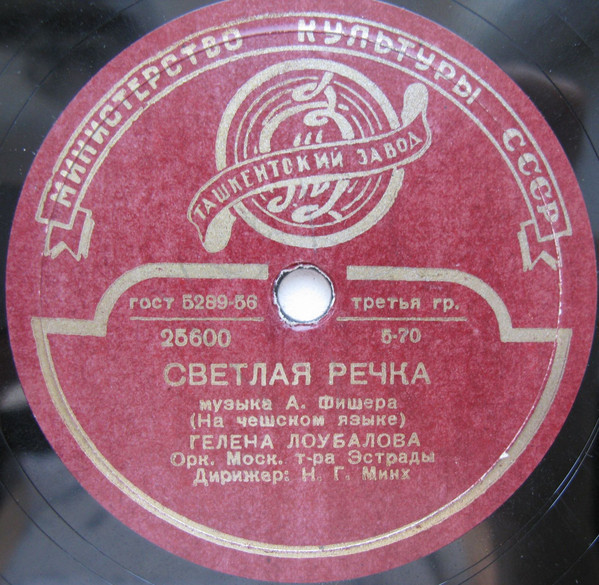 МИНИСТЕРСТВО КУЛЬТУРЫ СССР
ТАШКЕНТСКИЙ ЗАВОД
ГОСТ 5289-56
третья гр.
25600
5-70
СВЕТЛАЯ РЕЧКА
музыка А. Фишера
(На чешском языке)
ГЕЛЕНА ЛОУБАЛОВА
Орк. Моск. т-ра Эстрады
Дирижер: Н. Г. Минх